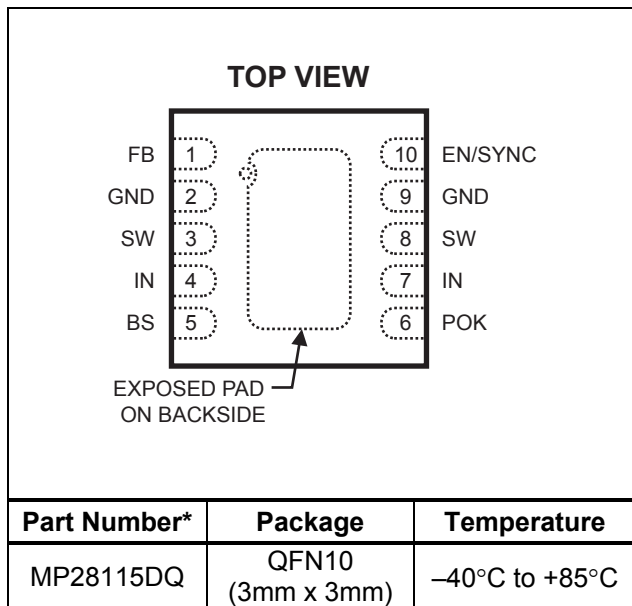 TOP VIEW
FB 1 10 EN/SYNC
GND 2 9 GND
SW 3 8 SW
IN 4 7 IN
BS 5 6 POK
EXPOSED PAD
ON BACKSIDE
Part Number* Package Temperature
MP28115DQ QFN10
(3mm x 3mm) –40°C to +85°C